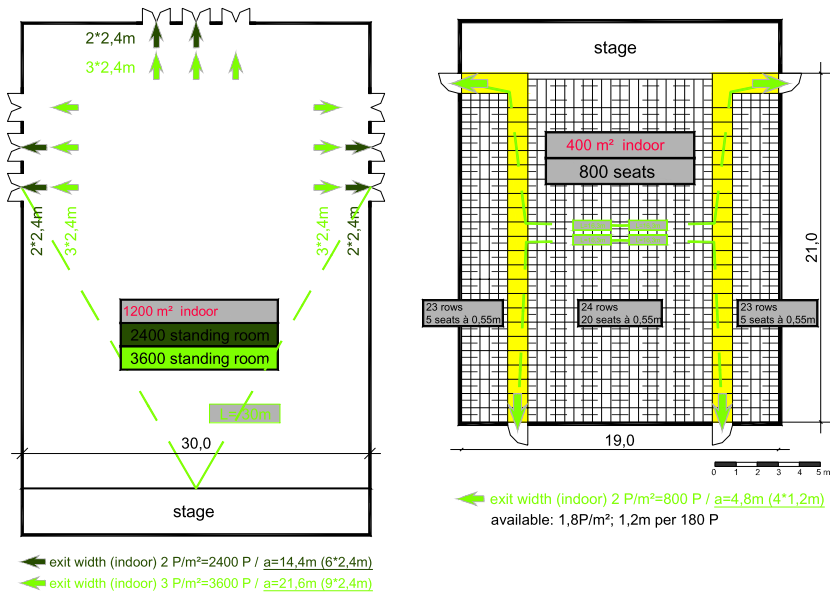 2*2,4m
3*2,4m
2*2,4m
3*2,4m
3*2,4m
2*2,4m
1200 m² indoor
2400 standing room
3600 standing room
30,0
stage
exit width (indoor) 2 P/m²=2400 P / a=14,4m (6*2,4m)
exit width (indoor) 3 P/m²=3600 P / a=21,6m (9*2,4m)
stage
400 m² indoor
800 seats
23 rows
5 seats à 0,55m
24 rows
20 seats à 0,55m
23 rows
5 seats à 0,55m
21,0
19,0
0 1 2 3 4 5 m
exit width (indoor) 2 P/m²=800 P / a=4,8m (4*1,2m)
available: 1,8P/m²; 1,2m per 180 P